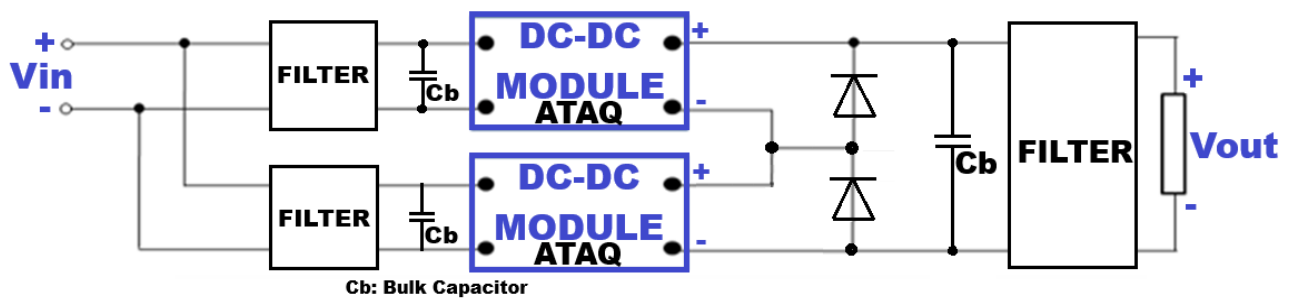 +
Vin
-
FILTER
Cb
DC-DC
MODULE
ATAQ
+
-
FILTER
Cb
DC-DC
MODULE
ATAQ
+
-
Cb
FILTER
+
Vout
-
Cb: Bulk Capacitor